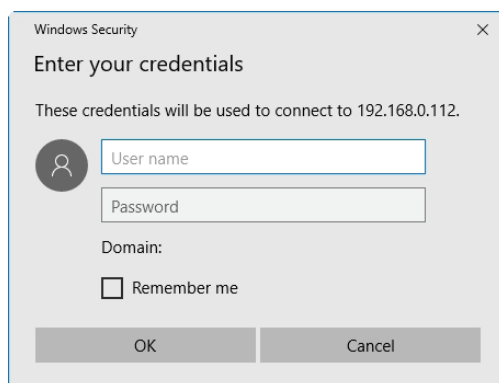 Windows Security
Enter your credentials
These credentials will be used to connect to 192.168.0.112.
User name
Password
Domain:
Remember me
OK
Cancel